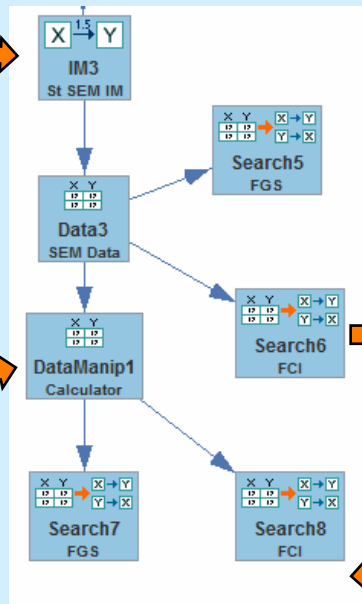 X 1.5 Y
IM3
St SEM IM
X Y
X Y
Y X
Search5
FGS
X Y
Data3
SEM Data
X Y
X Y
Y X
Search6
FCI
X Y
DataManip1
Calculator
X Y
X Y
Y X
Search7
FGS
X Y
X Y
Y X
Search8
FCI